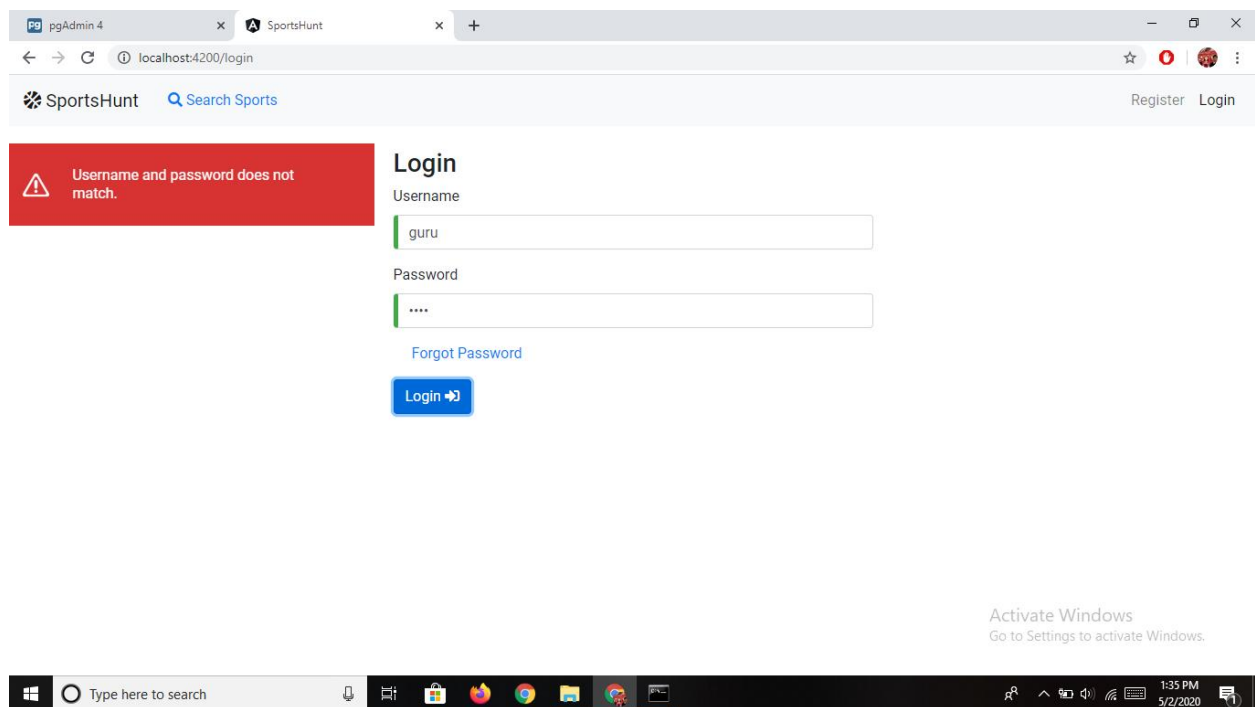 Pg pgAdmin 4
SportsHunt
localhost:4200/login
SportsHunt
Search Sports
Register Login
Username and password does not
match.
Login
Username
guru
Password
••••
Forgot Password
Login
Activate Windows
Go to Settings to activate Windows.
Type here to search
1:35 PM
5/2/2020
1